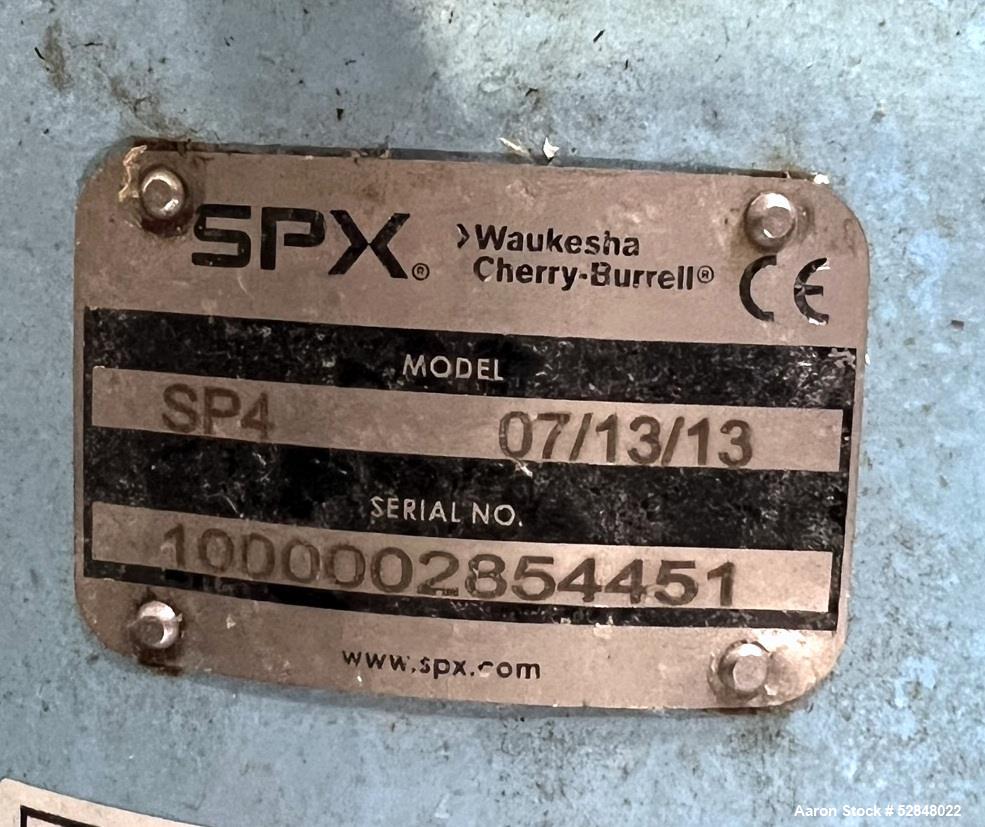 SPX® Waukesha
Cherry-Burrell®
CE
MODEL
SP4 07/13/13
SERIAL NO.
1000002854451
www.spx.com
Aaron Stock # 52848022